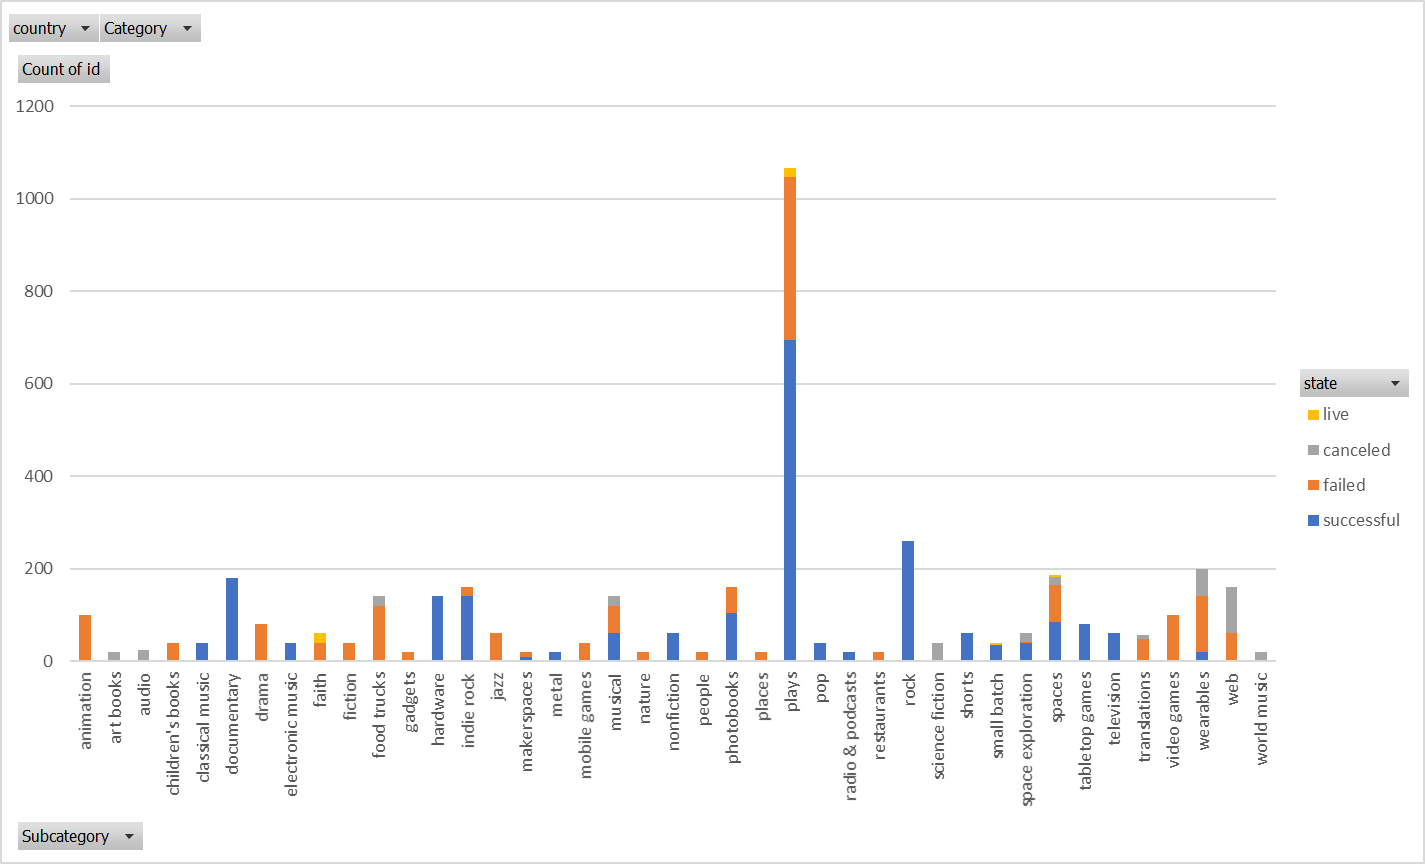 country Category
Count of id
1200
1000
800
600
400
200
0
state
live
canceled
failed
successful
animation
art books
audio
children's books
classical music
documentary
drama
electronic music
faith
fiction
food trucks
gadgets
hardware
indie rock
jazz
makerspaces
metal
mobile games
musical
nature
nonfiction
people
photobooks
places
plays
pop
radio & podcasts
restaurants
rock
science fiction
shorts
small batch
space exploration
spaces
tabletop games
television
translations
video games
wearables
web
world music
Subcategory